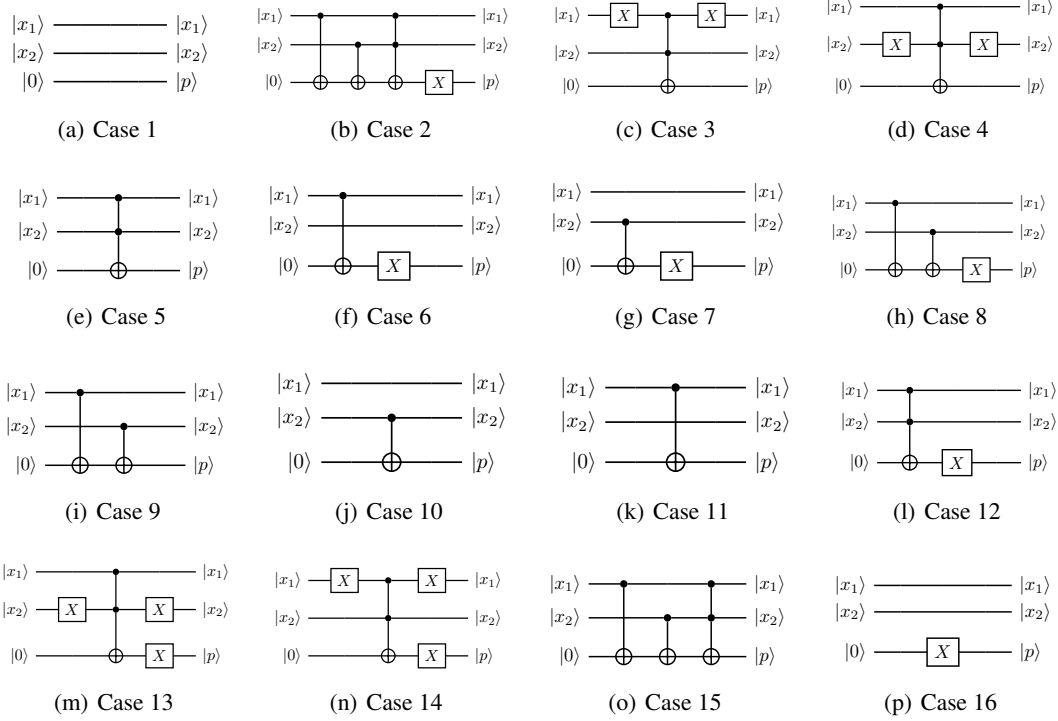 |x₁⟩ |x₁⟩
|x₂⟩ |x₂⟩
|0⟩ |p⟩
(a) Case 1
|x₁⟩ |x₁⟩
|x₂⟩ |x₂⟩
|0⟩ X |p⟩
(b) Case 2
|x₁⟩ X X |x₁⟩
|x₂⟩ |x₂⟩
|0⟩ |p⟩
(c) Case 3
|x₁⟩ |x₁⟩
|x₂⟩ X X |x₂⟩
|0⟩ |p⟩
(d) Case 4
|x₁⟩ |x₁⟩
|x₂⟩ |x₂⟩
|0⟩ |p⟩
(e) Case 5
|x₁⟩ |x₁⟩
|x₂⟩ |x₂⟩
|0⟩ X |p⟩
(f) Case 6
|x₁⟩ |x₁⟩
|x₂⟩ |x₂⟩
|0⟩ X |p⟩
(g) Case 7
|x₁⟩ |x₁⟩
|x₂⟩ |x₂⟩
|0⟩ X |p⟩
(h) Case 8
|x₁⟩ |x₁⟩
|x₂⟩ |x₂⟩
|0⟩ |p⟩
(i) Case 9
|x₁⟩ |x₁⟩
|x₂⟩ |x₂⟩
|0⟩ |p⟩
(j) Case 10
|x₁⟩ |x₁⟩
|x₂⟩ |x₂⟩
|0⟩ |p⟩
(k) Case 11
|x₁⟩ |x₁⟩
|x₂⟩ |x₂⟩
|0⟩ X |p⟩
(l) Case 12
|x₁⟩ |x₁⟩
|x₂⟩ X X |x₂⟩
|0⟩ X |p⟩
(m) Case 13
|x₁⟩ X X |x₁⟩
|x₂⟩ |x₂⟩
|0⟩ X |p⟩
(n) Case 14
|x₁⟩ |x₁⟩
|x₂⟩ |x₂⟩
|0⟩ |p⟩
(o) Case 15
|x₁⟩ |x₁⟩
|x₂⟩ |x₂⟩
|0⟩ X |p⟩
(p) Case 16